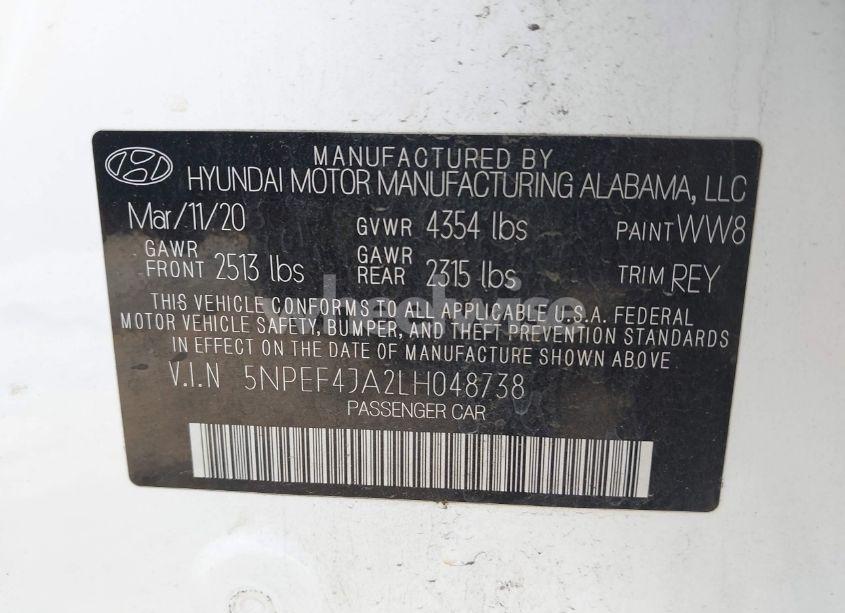 MANUFACTURED BY
HYUNDAI MOTOR MANUFACTURING ALABAMA, LLC
Mar/11/20 GVWR 4354 lbs PAINT WW8
GAWR FRONT 2513 lbs GAWR REAR 2315 lbs TRIM REY
THIS VEHICLE CONFORMS TO ALL APPLICABLE U.S.A. FEDERAL
MOTOR VEHICLE SAFETY, BUMPER, AND THEFT PREVENTION STANDARDS
IN EFFECT ON THE DATE OF MANUFACTURE SHOWN ABOVE.
V.I.N 5NPEF4JA2LH048738
PASSENGER CAR
wheelwise